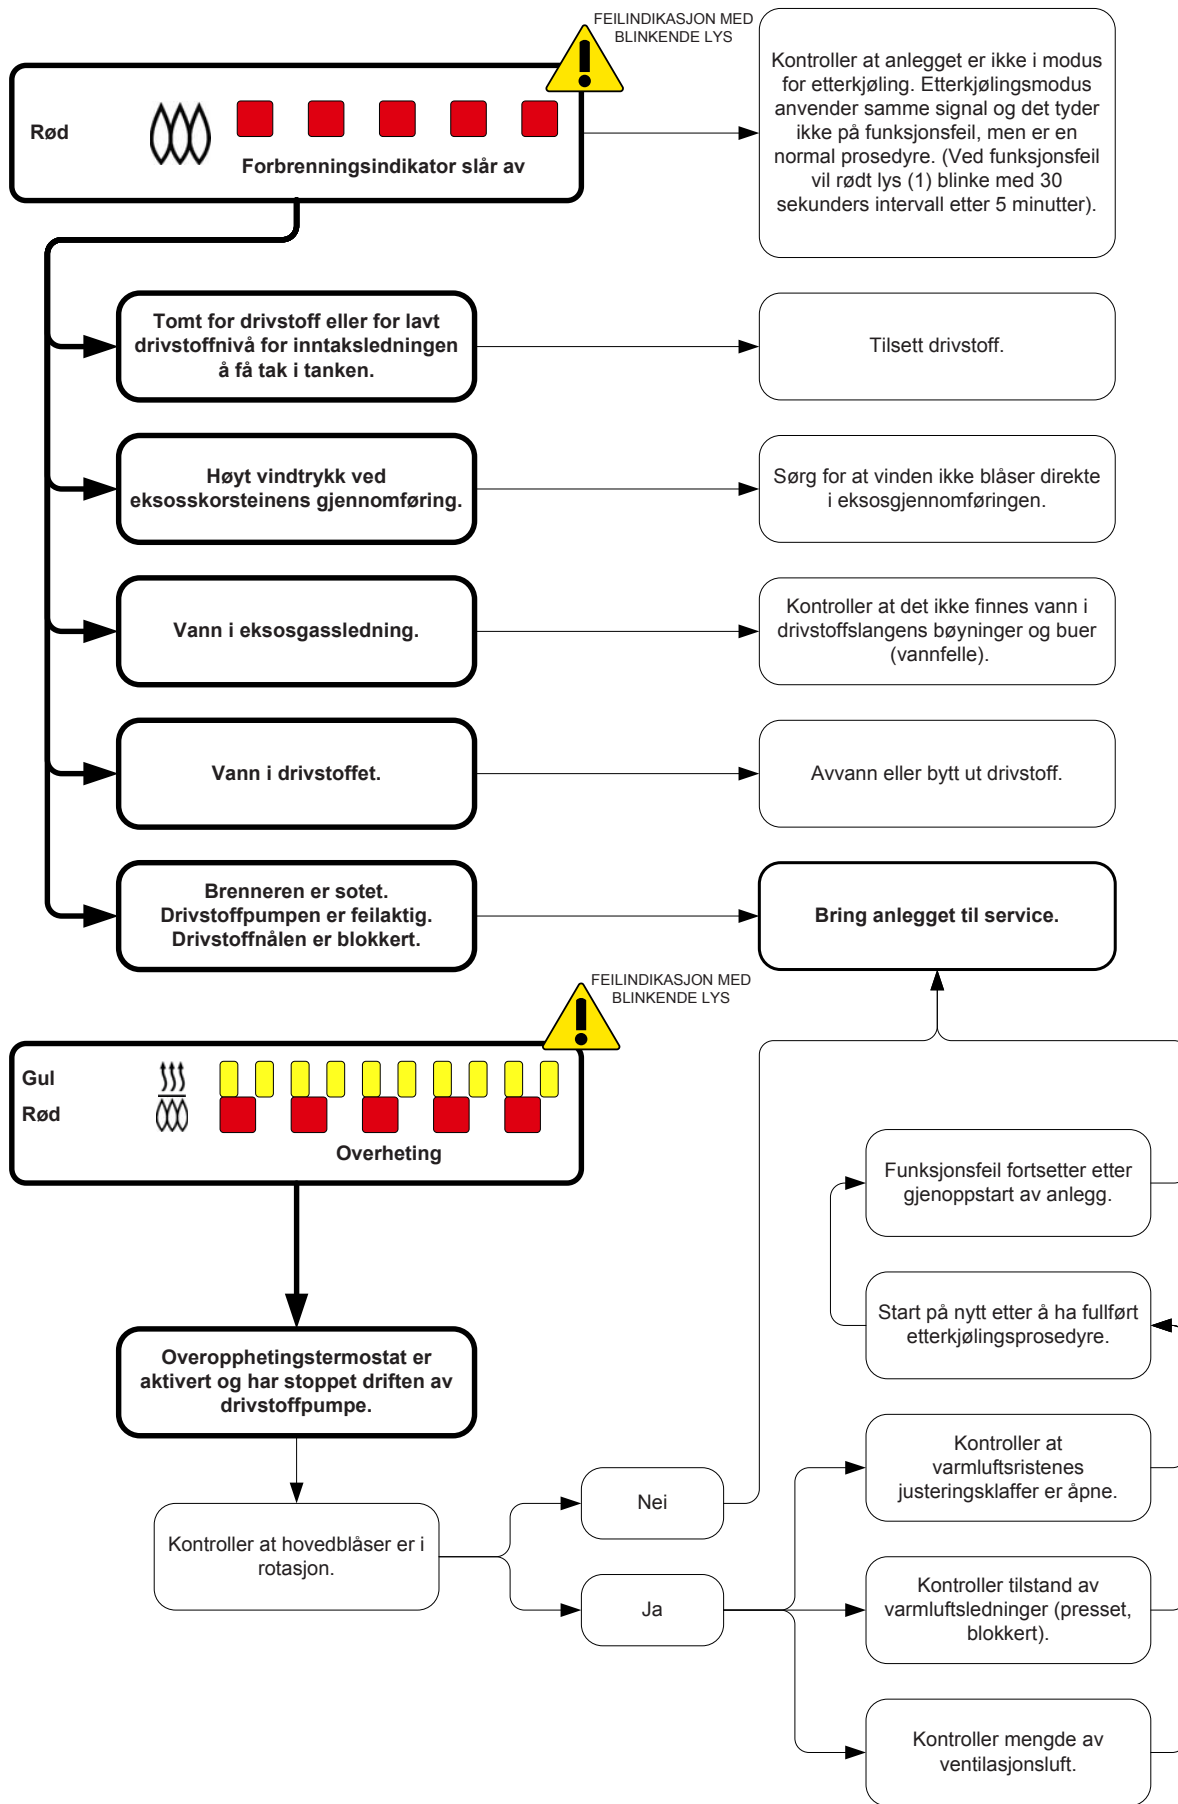 FEILINDIKASJON MED
BLINKENDE LYS
Rød
Forbrenningsindikator slår av
Kontroller at anlegget er ikke i modus
for etterkjøling. Etterkjølingsmodus
anvender samme signal og det tyder
ikke på funksjonsfeil, men er en
normal prosedyre. (Ved funksjonsfeil
vil rødt lys (1) blinke med 30
sekunders intervall etter 5 minutter).
Tomt for drivstoff eller for lavt
drivstoffnivå for inntaksledningen
å få tak i tanken.
Tilsett drivstoff.
Høyt vindtrykk ved
eksosskorsteinens gjennomføring.
Sørg for at vinden ikke blåser direkte
i eksosgjennomføringen.
Vann i eksosgassledning.
Kontroller at det ikke finnes vann i
drivstoffslangens bøyninger og buer
(vannfelle).
Vann i drivstoffet.
Avvann eller bytt ut drivstoff.
Brenneren er sotet.
Drivstoffpumpen er feilaktig.
Drivstoffnålen er blokkert.
Bring anlegget til service.
FEILINDIKASJON MED
BLINKENDE LYS
Gul
Rød
Overheting
Funksjonsfeil fortsetter etter
gjenoppstart av anlegg.
Start på nytt etter å ha fullført
etterkjølingsprosedyre.
Overopphetingstermostat er
aktivert og har stoppet driften av
drivstoffpumpe.
Kontroller at
varmluftsristenes
justeringsklaffer er åpne.
Nei
Kontroller at hovedblåser er i
rotasjon.
Ja
Kontroller tilstand av
varmluftsledninger (presset,
blokkert).
Kontroller mengde av
ventilasjonsluft.